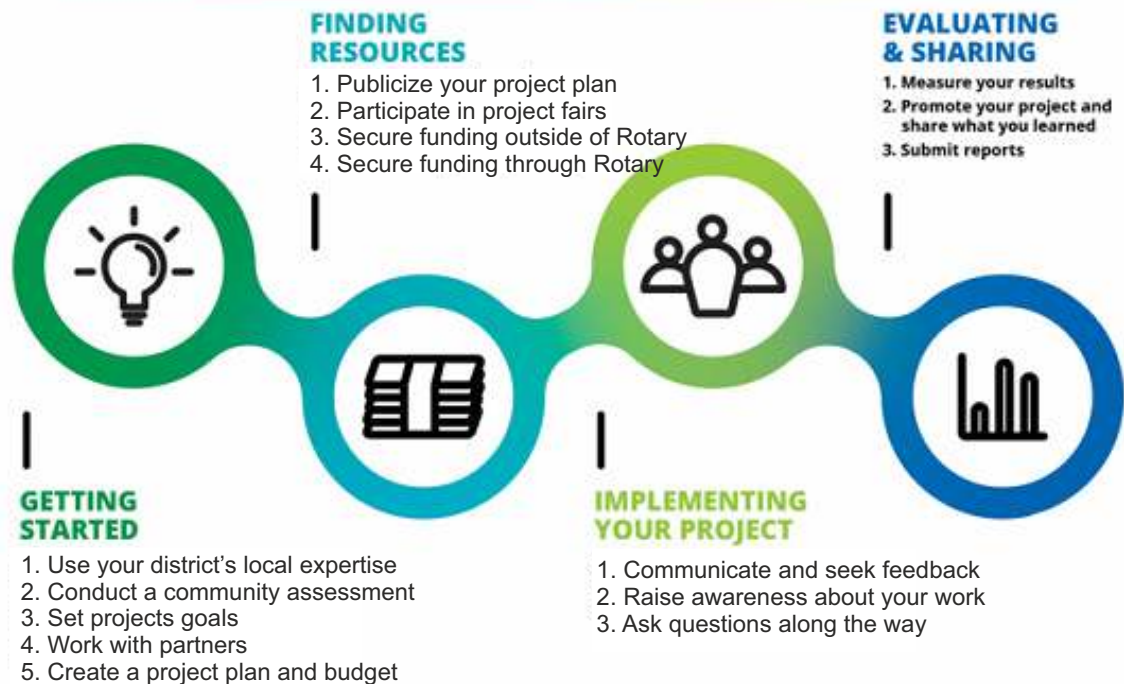 FINDING
RESOURCES
1. Publicize your project plan
2. Participate in project fairs
3. Secure funding outside of Rotary
4. Secure funding through Rotary
EVALUATING
& SHARING
1. Measure your results
2. Promote your project and
share what you learned
3. Submit reports
GETTING
STARTED
1. Use your district’s local expertise
2. Conduct a community assessment
3. Set projects goals
4. Work with partners
5. Create a project plan and budget
IMPLEMENTING
YOUR PROJECT
1. Communicate and seek feedback
2. Raise awareness about your work
3. Ask questions along the way